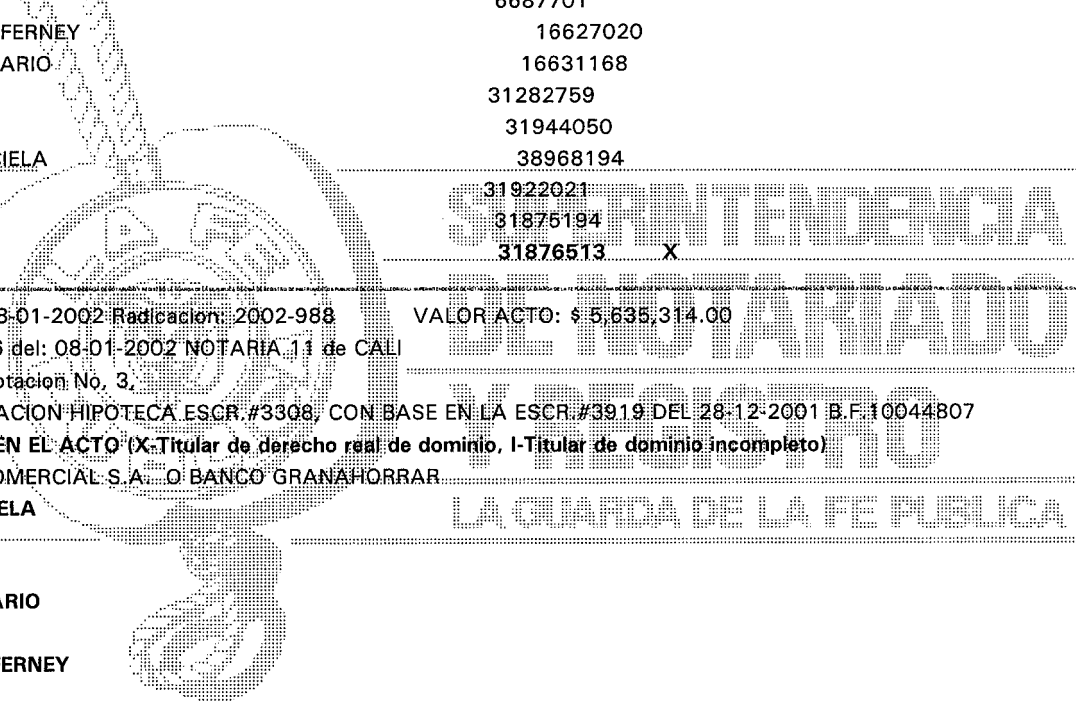 6687701
FERNEY 16627020
ARIO 16631168
31282759
31944050
CIELA 38968194
31922021
31875194
31876513 X
SUPERINTENDENCIA
DE NOTARIADO
Y REGISTRO
LA GUARDA DE LA FE PUBLICA
8-01-2002 Radicacion: 2002-988 VALOR ACTO: $ 5,635,314.00
6 del: 08-01-2002 NOTARIA 11 de CALI
otacion No. 3,
ACION HIPOTECA ESCR.#3308, CON BASE EN LA ESCR.#3919 DEL 28-12-2001 B.F.10044807
EN EL ACTO (X-Titular de derecho real de dominio, I-Titular de dominio incompleto)
OMERCIAL S.A. O BANCO GRANAHORRAR
ELA
ARIO
FERNEY